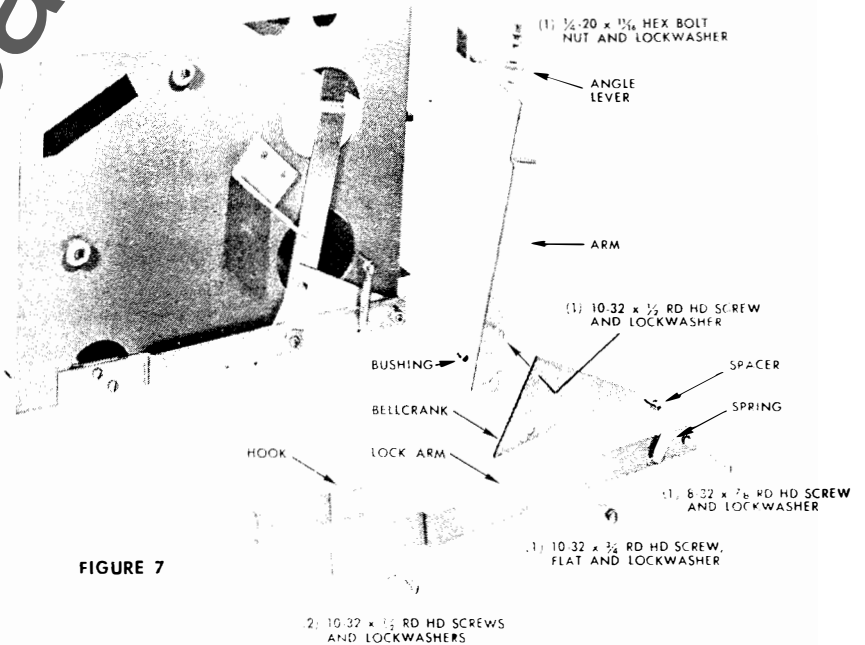 (1) ¼-20 x 11/16 HEX BOLT
NUT AND LOCKWASHER
ANGLE
LEVER
ARM
(1) 10-32 x ½ RD HD SCREW
AND LOCKWASHER
BUSHING
SPACER
BELLCRANK
SPRING
HOOK
LOCK ARM
(1) 8-32 x ⅞ RD HD SCREW
AND LOCKWASHER
(1) 10-32 x ¾ RD HD SCREW,
FLAT AND LOCKWASHER
FIGURE 7
(2) 10-32 x ½ RD HD SCREWS
AND LOCKWASHERS